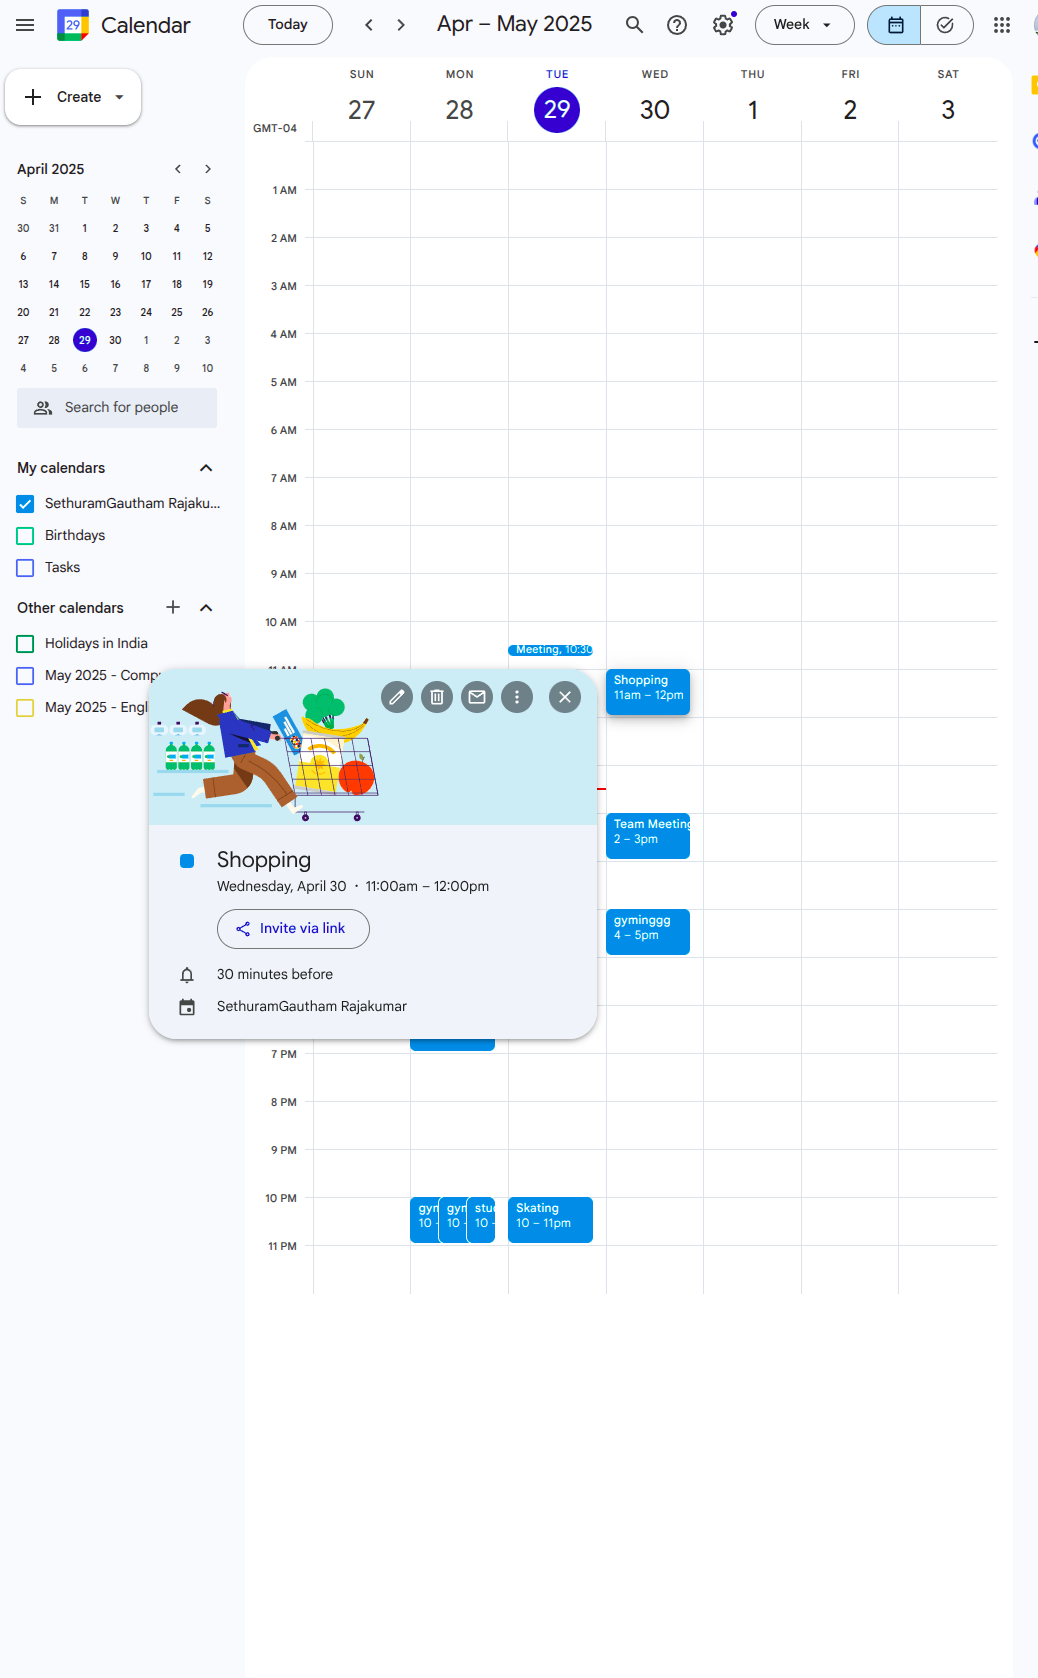 29
Calendar
Today
Apr – May 2025
Week
Create
SUN
MON
TUE
WED
THU
FRI
SAT
27
28
29
30
1
2
3
GMT-04
April 2025
S M T W T F S
30 31 1 2 3 4 5
6 7 8 9 10 11 12
13 14 15 16 17 18 19
20 21 22 23 24 25 26
27 28 29 30 1 2 3
4 5 6 7 8 9 10
Search for people
My calendars
SethuramGautham Rajaku...
Birthdays
Tasks
Other calendars
Holidays in India
May 2025 - Comp
May 2025 - Engl
1 AM
2 AM
3 AM
4 AM
5 AM
6 AM
7 AM
8 AM
9 AM
10 AM
11 AM
Meeting, 10:30
Shopping
11am – 12pm
Team Meeting
2 – 3pm
gyminggg
4 – 5pm
Shopping
Wednesday, April 30 · 11:00am – 12:00pm
Invite via link
30 minutes before
SethuramGautham Rajakumar
7 PM
8 PM
9 PM
10 PM
gym
10 -
gym
10 -
stu
10 -
Skating
10 – 11pm
11 PM